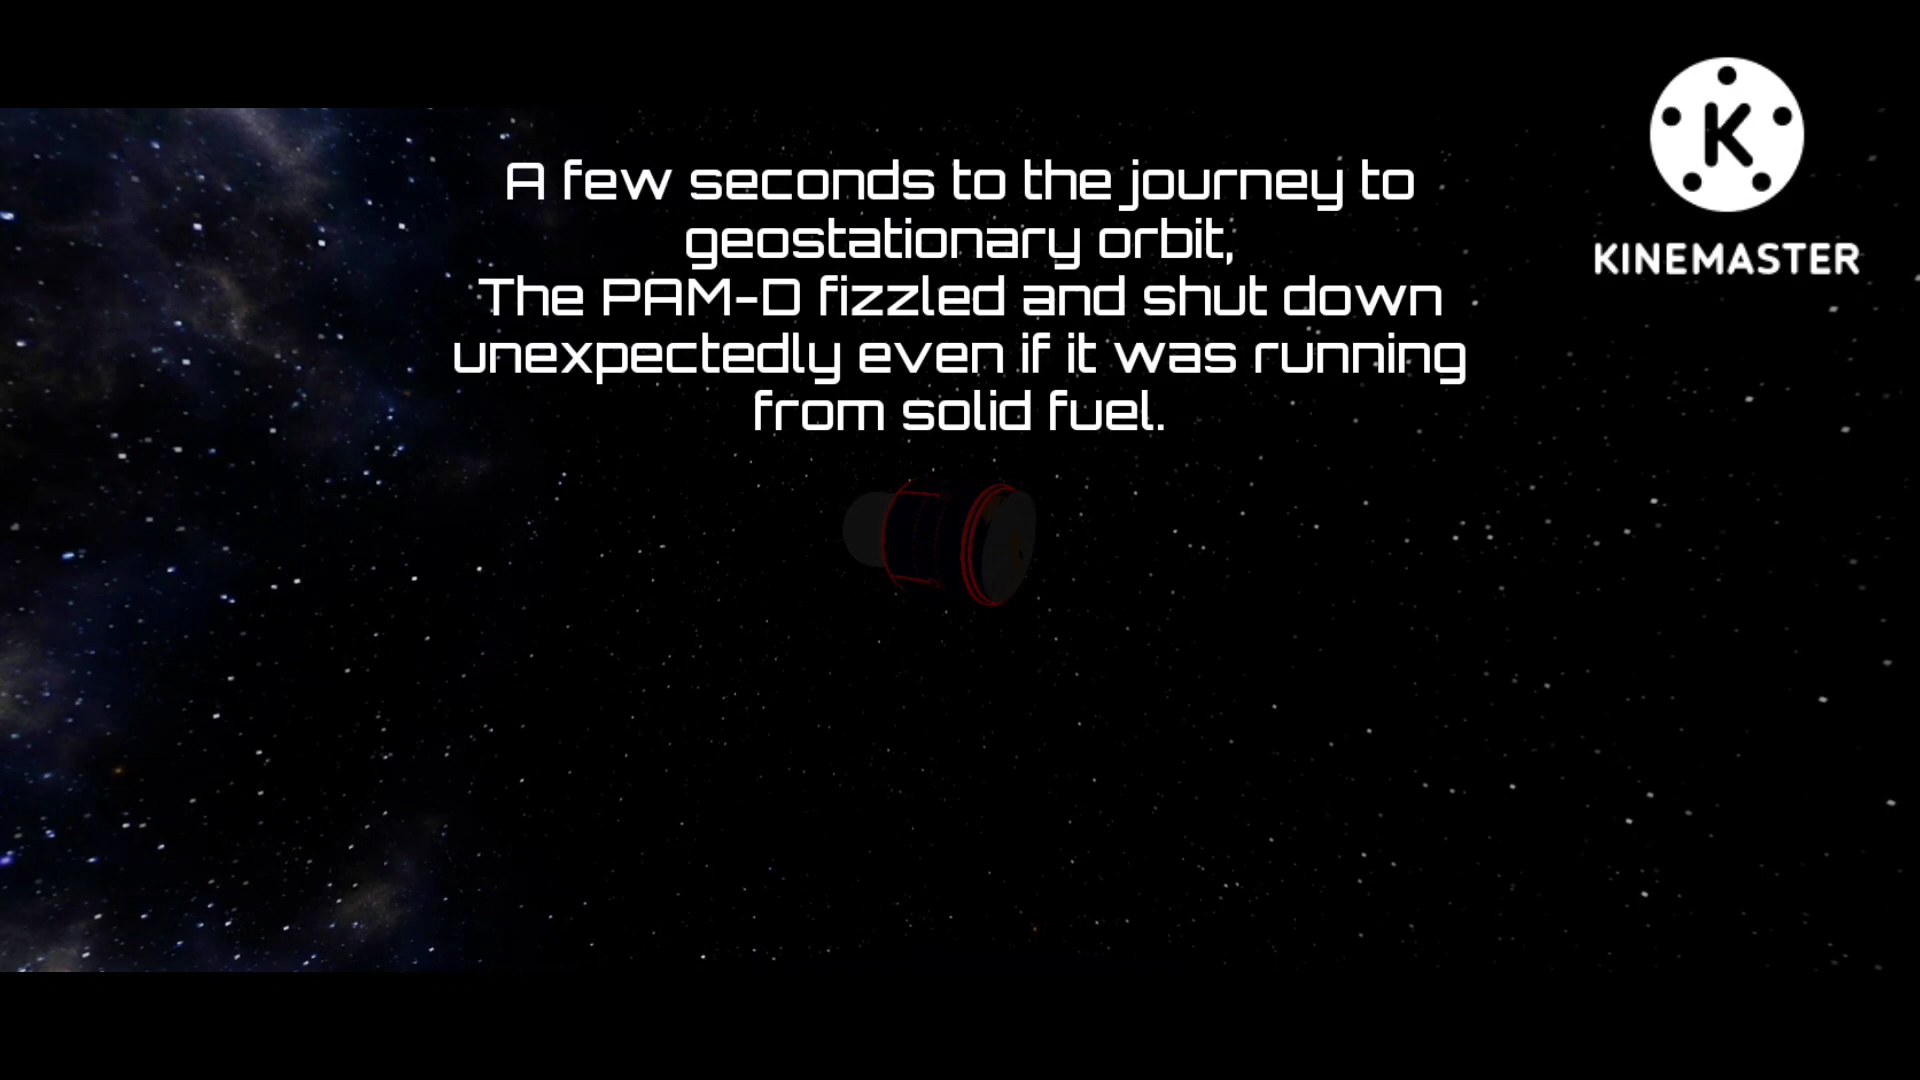 A few seconds to the journey to
geostationary orbit,
The PAM-D fizzled and shut down
unexpectedly even if it was running
from solid fuel.
K
KINEMASTER